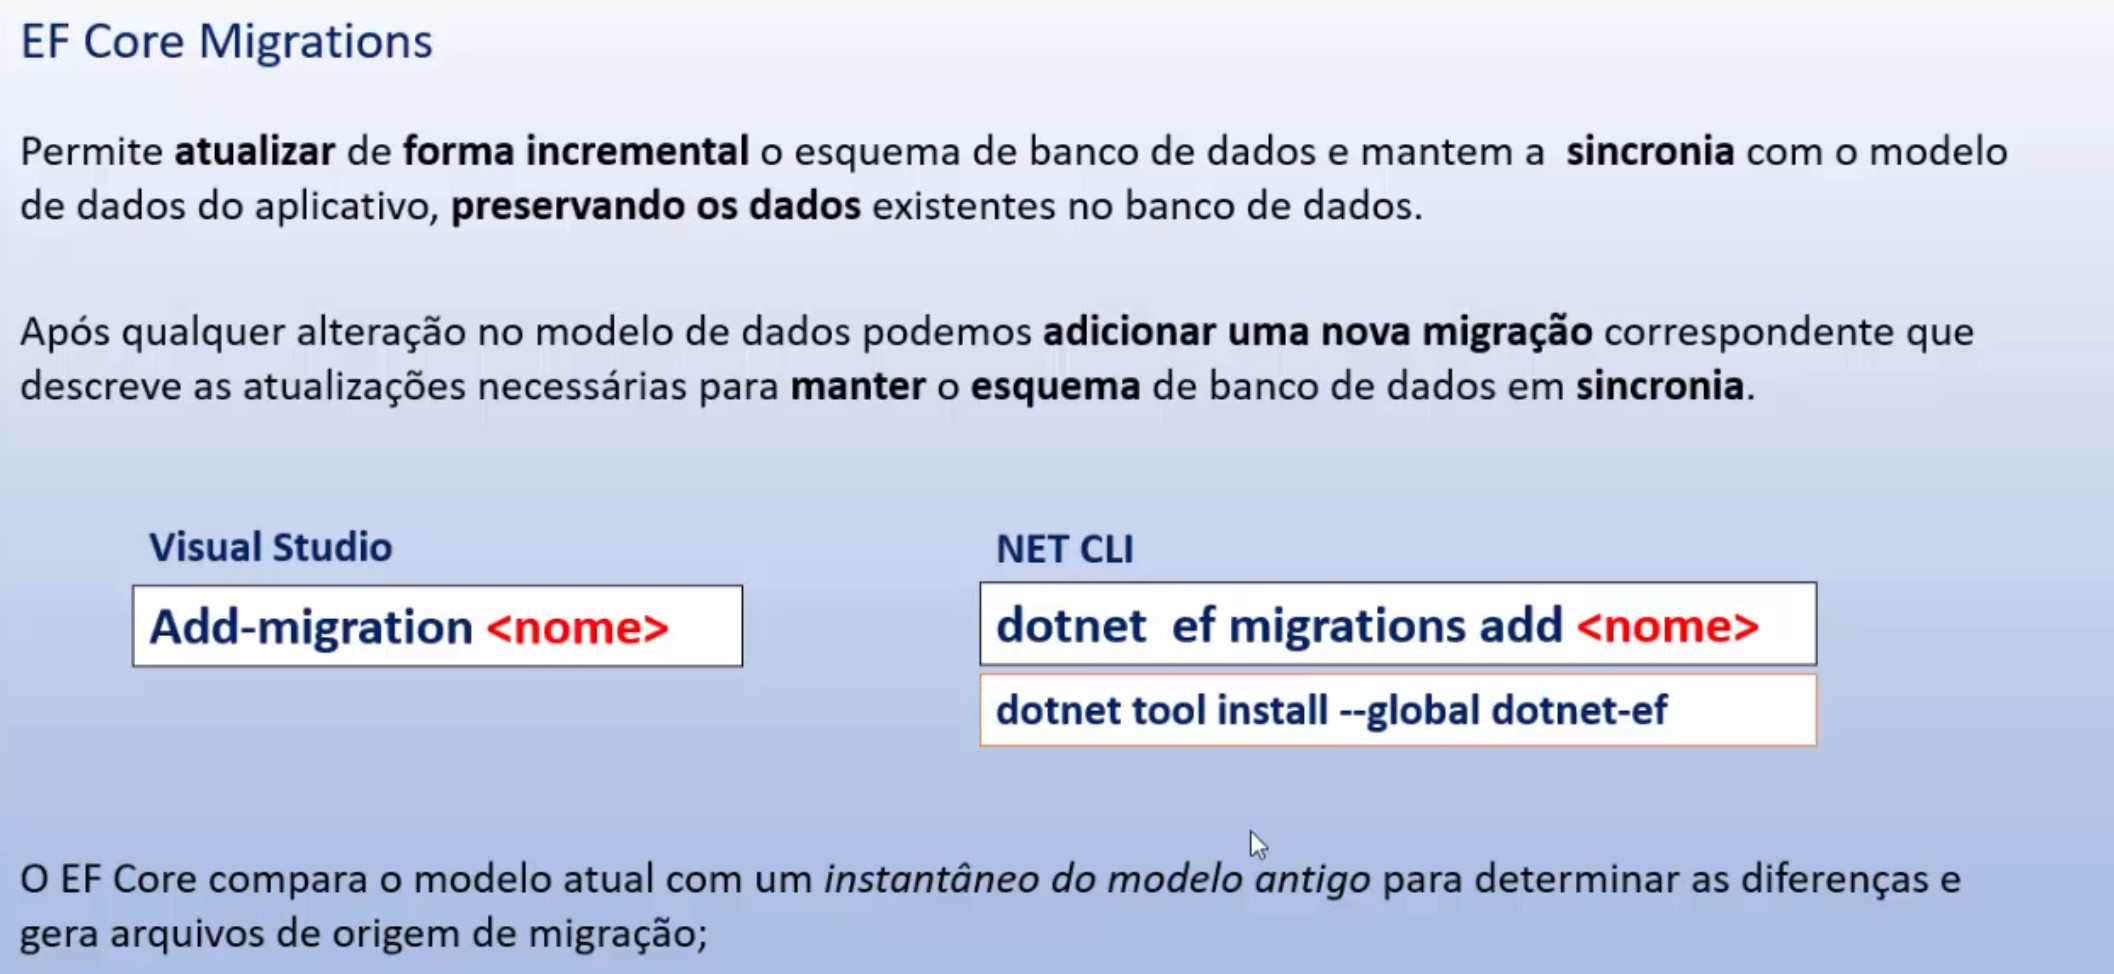 EF Core Migrations
Permite atualizar de forma incremental o esquema de banco de dados e mantem a sincronia com o modelo
de dados do aplicativo, preservando os dados existentes no banco de dados.
Após qualquer alteração no modelo de dados podemos adicionar uma nova migração correspondente que
descreve as atualizações necessárias para manter o esquema de banco de dados em sincronia.
Visual Studio
Add-migration <nome>
NET CLI
dotnet ef migrations add <nome>
dotnet tool install --global dotnet-ef
O EF Core compara o modelo atual com um instantâneo do modelo antigo para determinar as diferenças e
gera arquivos de origem de migração;